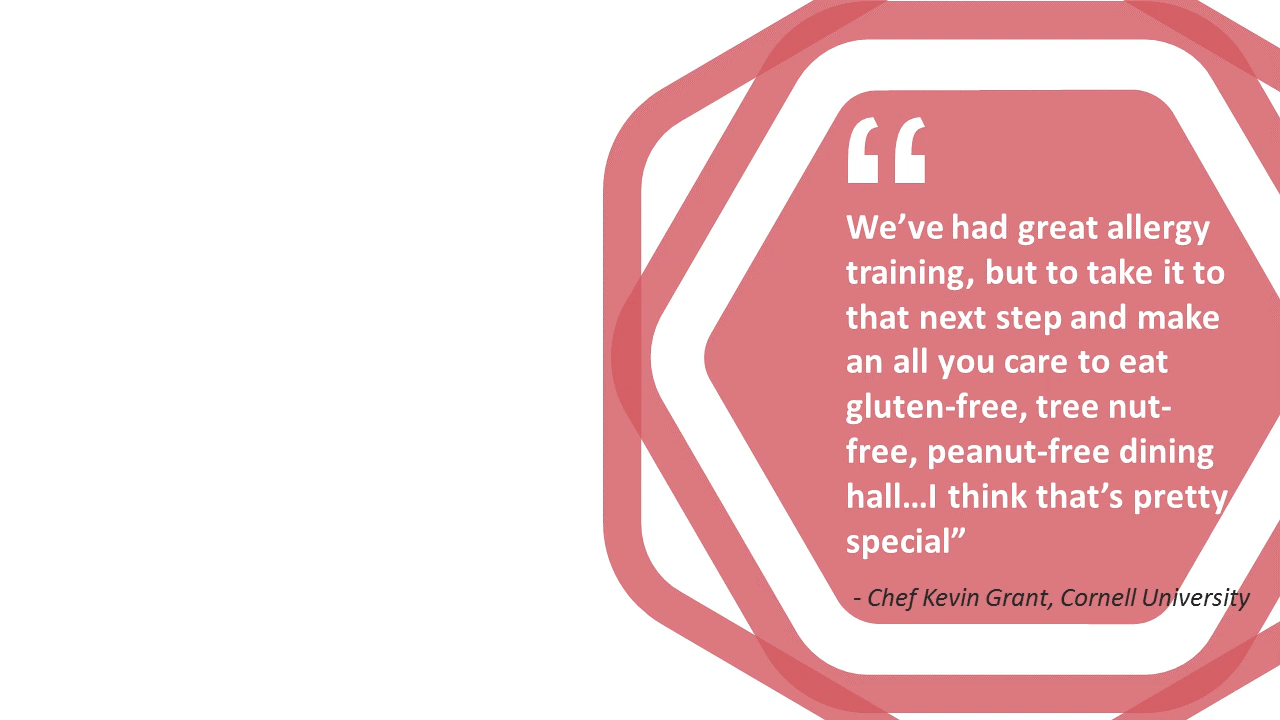 “
We’ve had great allergy
training, but to take it to
that next step and make
an all you care to eat
gluten-free, tree nut-
free, peanut-free dining
hall…I think that’s pretty
special”
- Chef Kevin Grant, Cornell University